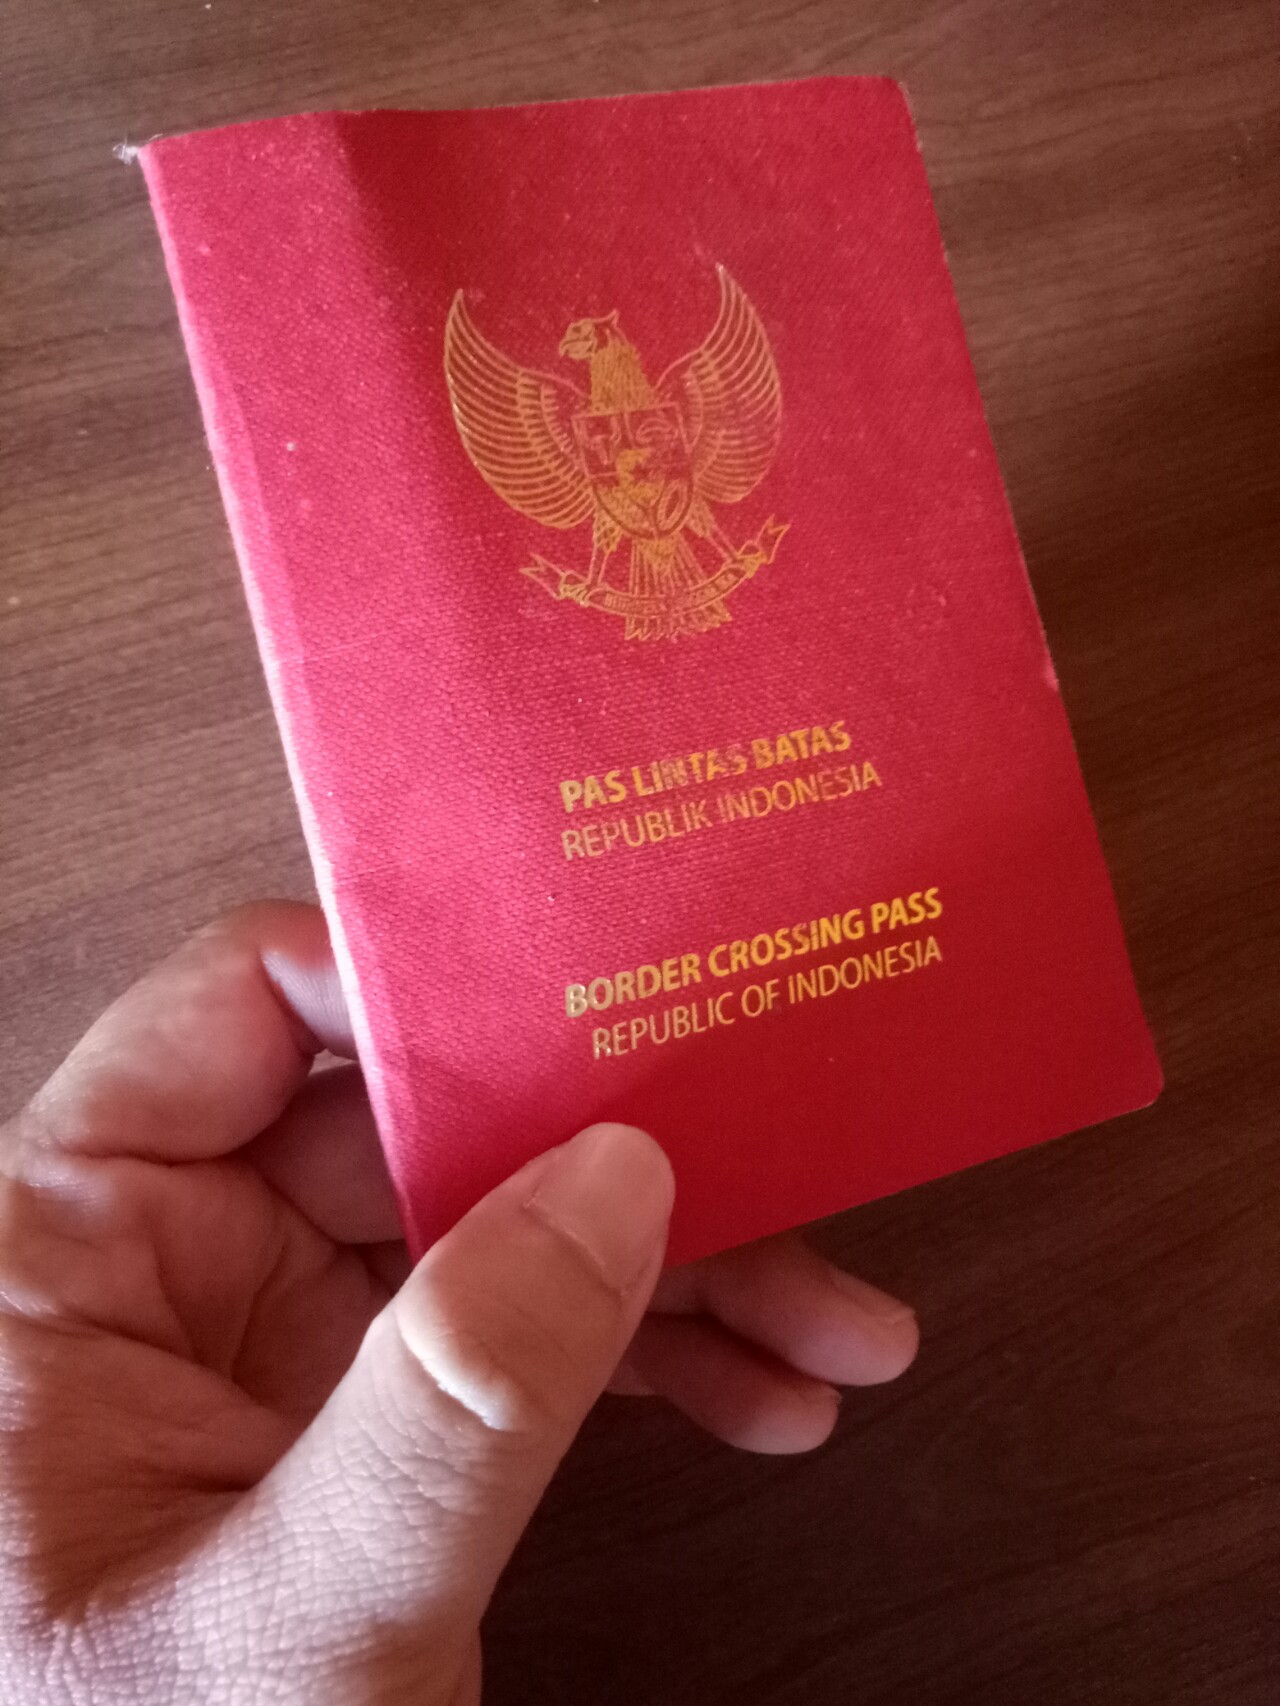 PAS LINTAS BATAS
REPUBLIK INDONESIA
BORDER CROSSING PASS
REPUBLIC OF INDONESIA